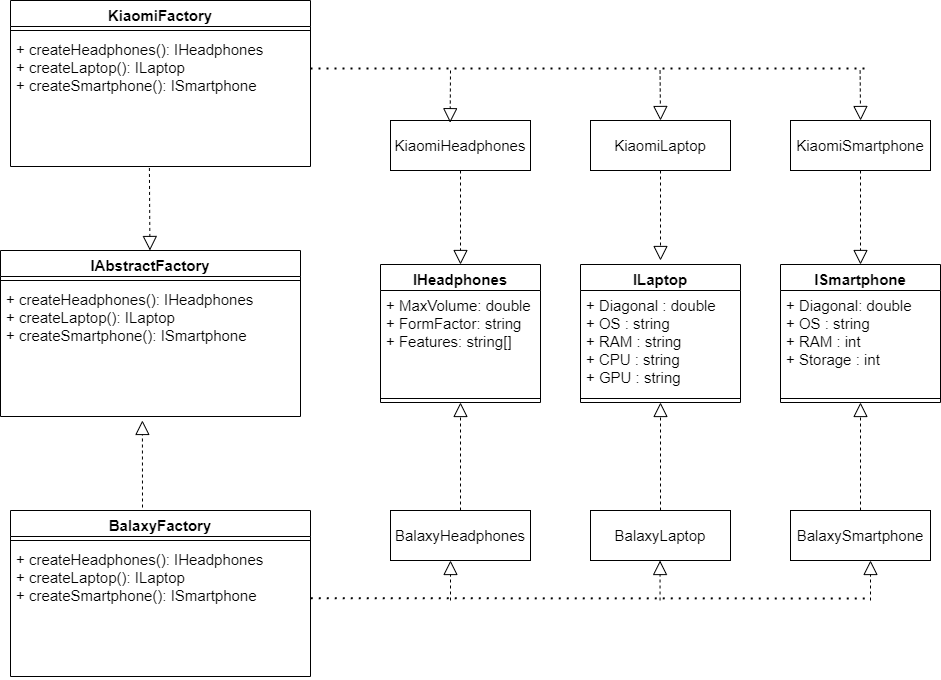 KiaomiFactory
+ createHeadphones(): IHeadphones
+ createLaptop(): ILaptop
+ createSmartphone(): ISmartphone
KiaomiHeadphones
KiaomiLaptop
KiaomiSmartphone
IAbstractFactory
+ createHeadphones(): IHeadphones
+ createLaptop(): ILaptop
+ createSmartphone(): ISmartphone
IHeadphones
+ MaxVolume: double
+ FormFactor: string
+ Features: string[]
ILaptop
+ Diagonal : double
+ OS : string
+ RAM : string
+ CPU : string
+ GPU : string
ISmartphone
+ Diagonal: double
+ OS : string
+ RAM : int
+ Storage : int
BalaxyFactory
+ createHeadphones(): IHeadphones
+ createLaptop(): ILaptop
+ createSmartphone(): ISmartphone
BalaxyHeadphones
BalaxyLaptop
BalaxySmartphone